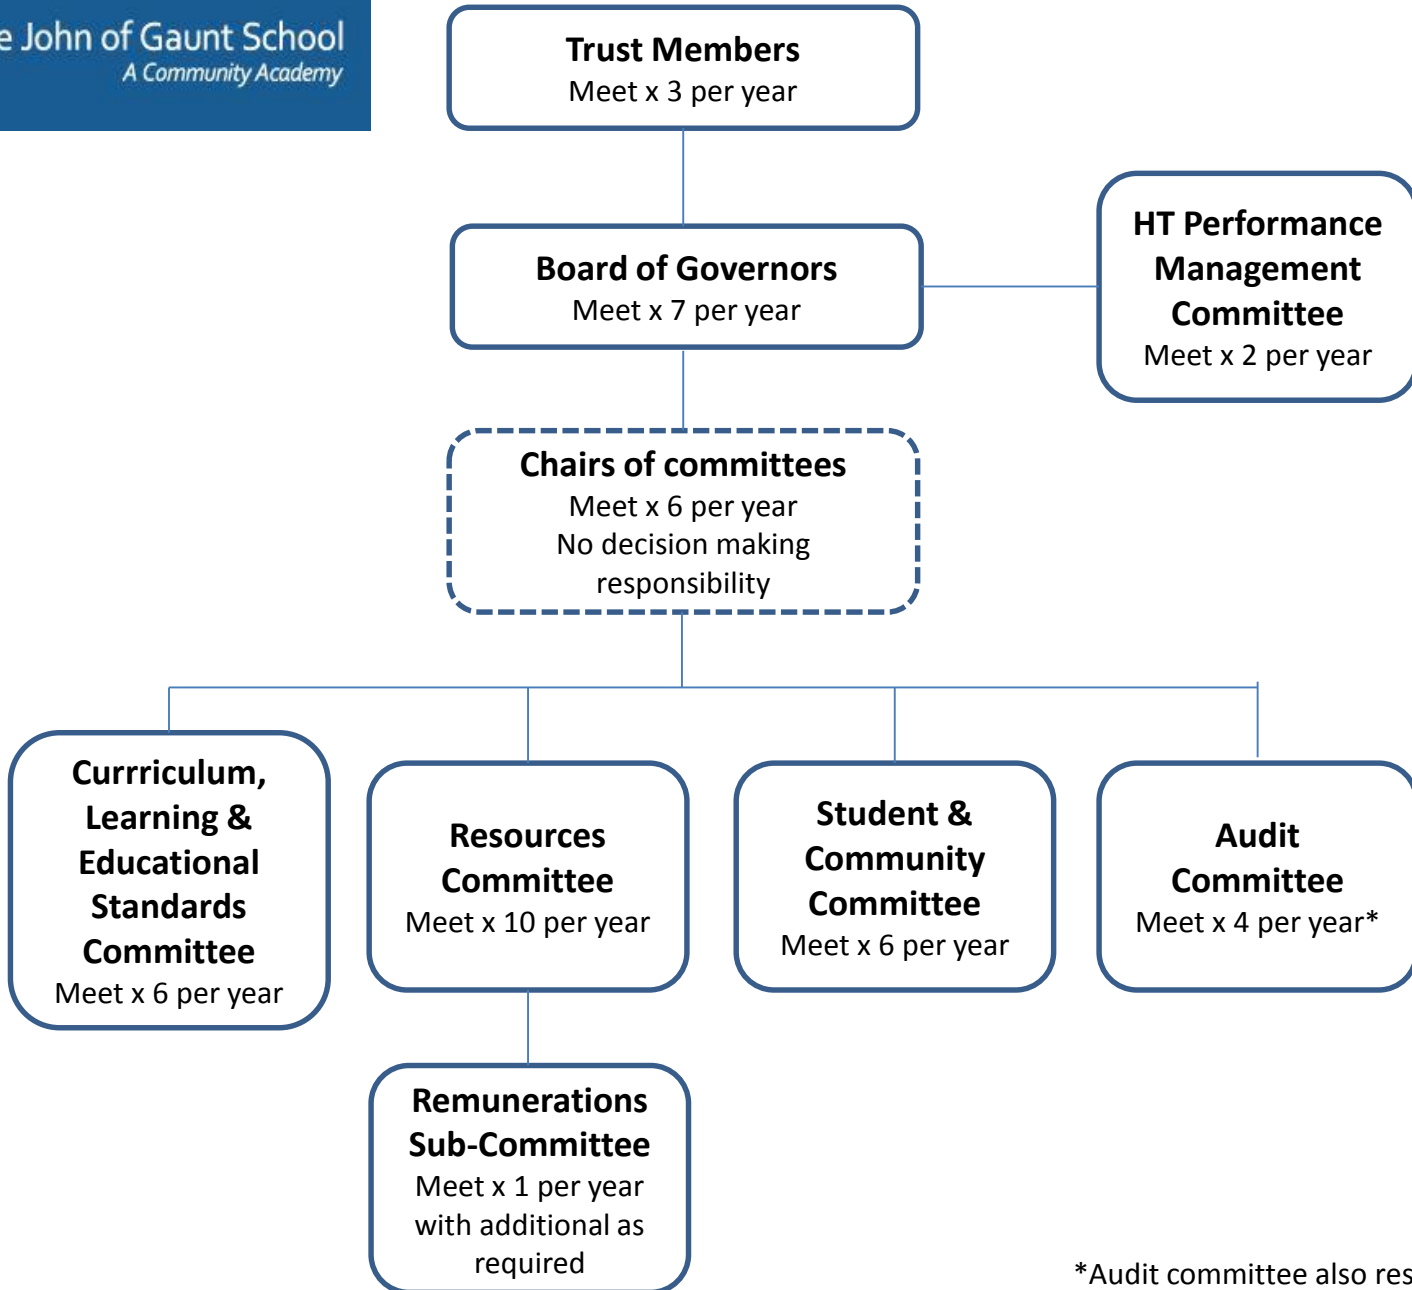 John of Gaunt School
A Community Academy
Trust Members
Meet x 3 per year
Board of Governors
Meet x 7 per year
HT Performance
Management
Committee
Meet x 2 per year
Chairs of committees
Meet x 6 per year
No decision making
responsibility
Currriculum,
Learning &
Educational
Standards
Committee
Meet x 6 per year
Resources
Committee
Meet x 10 per year
Student &
Community
Committee
Meet x 6 per year
Audit
Committee
Meet x 4 per year*
Remunerations
Sub-Committee
Meet x 1 per year
with additional as
required
*Audit committee also